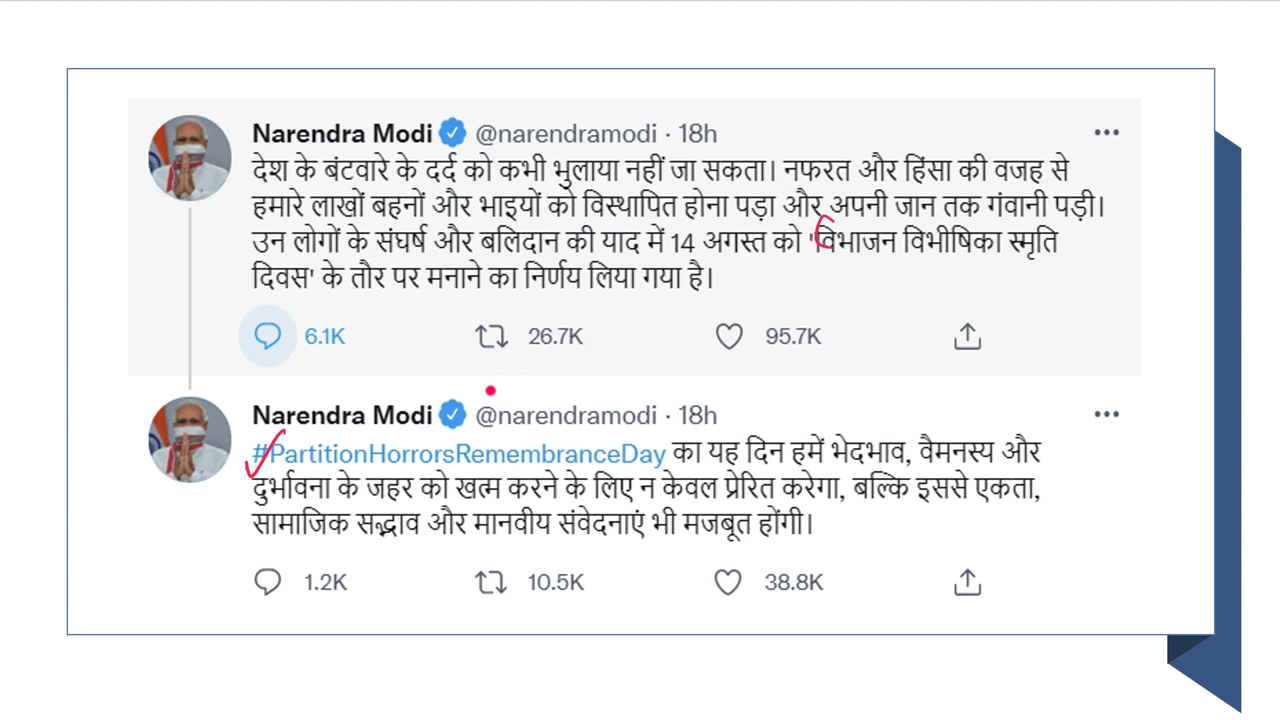 Narendra Modi @narendramodi · 18h
देश के बंटवारे के दर्द को कभी भुलाया नहीं जा सकता। नफरत और हिंसा की वजह से
हमारे लाखों बहनों और भाइयों को विस्थापित होना पड़ा और अपनी जान तक गंवानी पड़ी।
उन लोगों के संघर्ष और बलिदान की याद में 14 अगस्त को 'विभाजन विभीषिका स्मृति
दिवस' के तौर पर मनाने का निर्णय लिया गया है।
6.1K 26.7K 95.7K
Narendra Modi @narendramodi · 18h
#PartitionHorrorsRemembranceDay का यह दिन हमें भेदभाव, वैमनस्य और
दुर्भावना के जहर को खत्म करने के लिए न केवल प्रेरित करेगा, बल्कि इससे एकता,
सामाजिक सद्भाव और मानवीय संवेदनाएं भी मजबूत होंगी।
1.2K 10.5K 38.8K